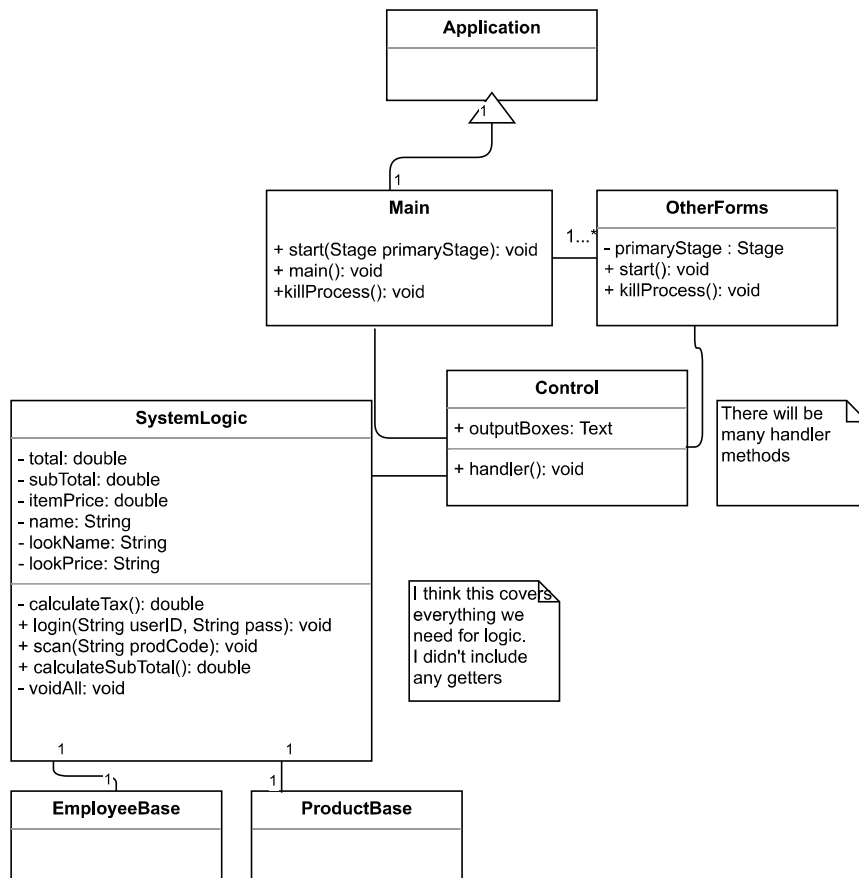 Application
1
1
Main
+ start(Stage primaryStage): void
+ main(): void
+killProcess(): void
1...*
OtherForms
- primaryStage : Stage
+ start(): void
+ killProcess(): void
Control
+ outputBoxes: Text
+ handler(): void
There will be
many handler
methods
SystemLogic
- total: double
- subTotal: double
- itemPrice: double
- name: String
- lookName: String
- lookPrice: String
- calculateTax(): double
+ login(String userID, String pass): void
+ scan(String prodCode): void
+ calculateSubTotal(): double
- voidAll: void
I think this covers
everything we
need for logic.
I didn't include
any getters
1
1
1
1
EmployeeBase
ProductBase